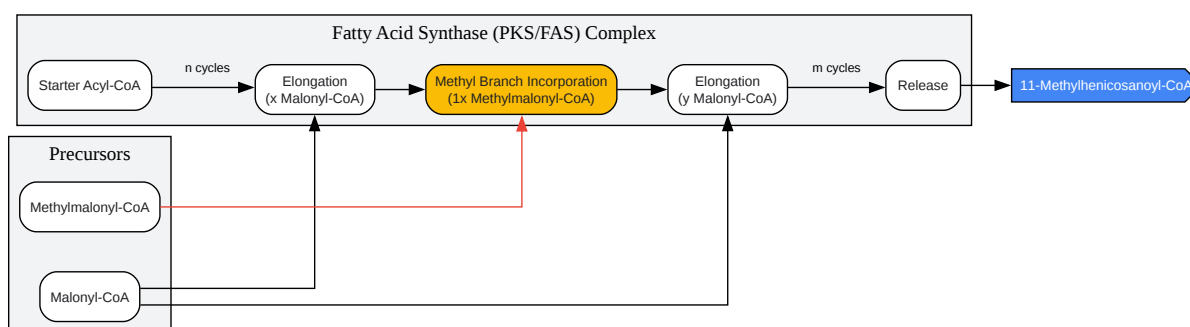 Fatty Acid Synthase (PKS/FAS) Complex
Starter Acyl-CoA
n cycles
Elongation
(x Malonyl-CoA)
Methyl Branch Incorporation
(1x Methylmalonyl-CoA)
Elongation
(y Malonyl-CoA)
m cycles
Release
11-Methylhenicosanoyl-CoA
Precursors
Methylmalonyl-CoA
Malonyl-CoA